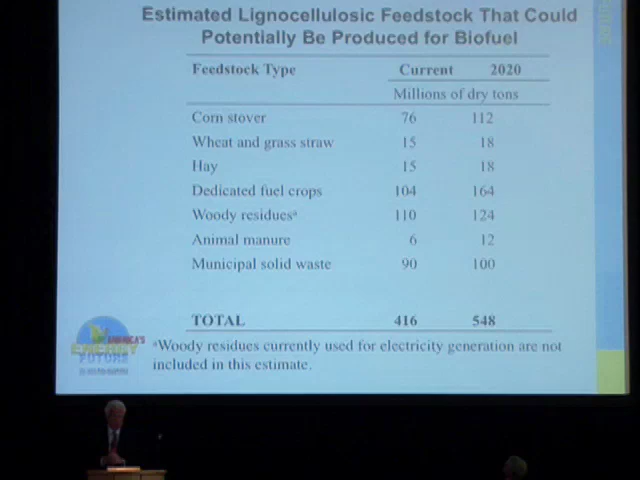 Estimated Lignocellulosic Feedstock That Could
Potentially Be Produced for Biofuel
Feedstock Type Current 2020
Millions of dry tons
Corn stover 76 112
Wheat and grass straw 15 18
Hay 15 18
Dedicated fuel crops 104 164
Woody residuesᵃ 110 124
Animal manure 6 12
Municipal solid waste 90 100
TOTAL 416 548
ᵃWoody residues currently used for electricity generation are not
included in this estimate.
AMERICA'S
ENERGY
FUTURE